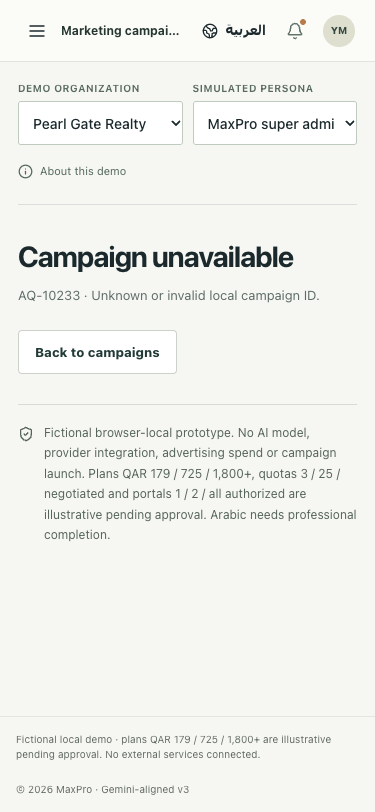 Marketing campai...
العربية
YM
DEMO ORGANIZATION
SIMULATED PERSONA
Pearl Gate Realty
MaxPro super admi
About this demo
Campaign unavailable
AQ-10233 · Unknown or invalid local campaign ID.
Back to campaigns
Fictional browser-local prototype. No AI model,
provider integration, advertising spend or campaign
launch. Plans QAR 179 / 725 / 1,800+, quotas 3 / 25 /
negotiated and portals 1 / 2 / all authorized are
illustrative pending approval. Arabic needs professional
completion.
Fictional local demo · plans QAR 179 / 725 / 1,800+ are illustrative
pending approval. No external services connected.
© 2026 MaxPro · Gemini-aligned v3